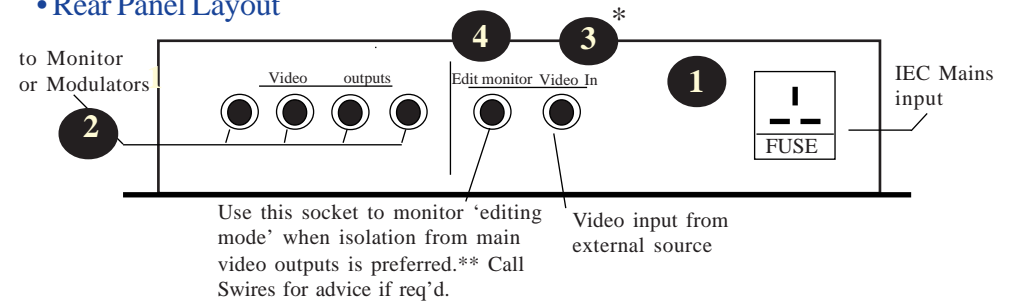 • Rear Panel Layout
to Monitor
or Modulators
2
Video outputs
4
3
*
Edit monitor Video In
1
FUSE
IEC Mains
input
Use this socket to monitor ‘editing
mode’ when isolation from main
video outputs is preferred.** Call
Swires for advice if req’d.
Video input from
external source